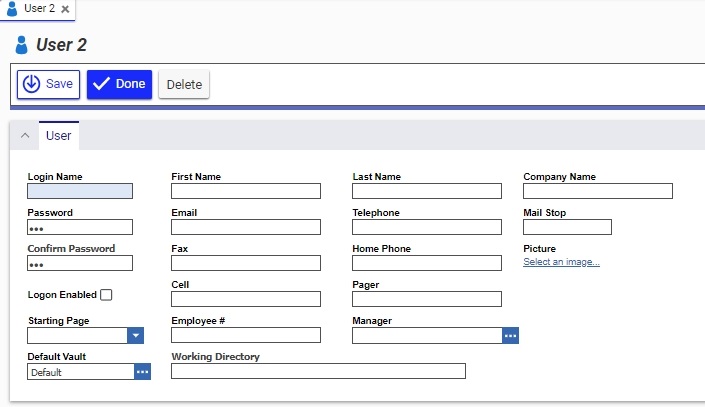 User 2
User 2
Save Done Delete
User
Login Name First Name Last Name Company Name
Password Email Telephone Mail Stop
•••
Confirm Password Fax Home Phone Picture
••• Select an image...
Logon Enabled Cell Pager
Starting Page Employee # Manager
Default Vault Working Directory
Default